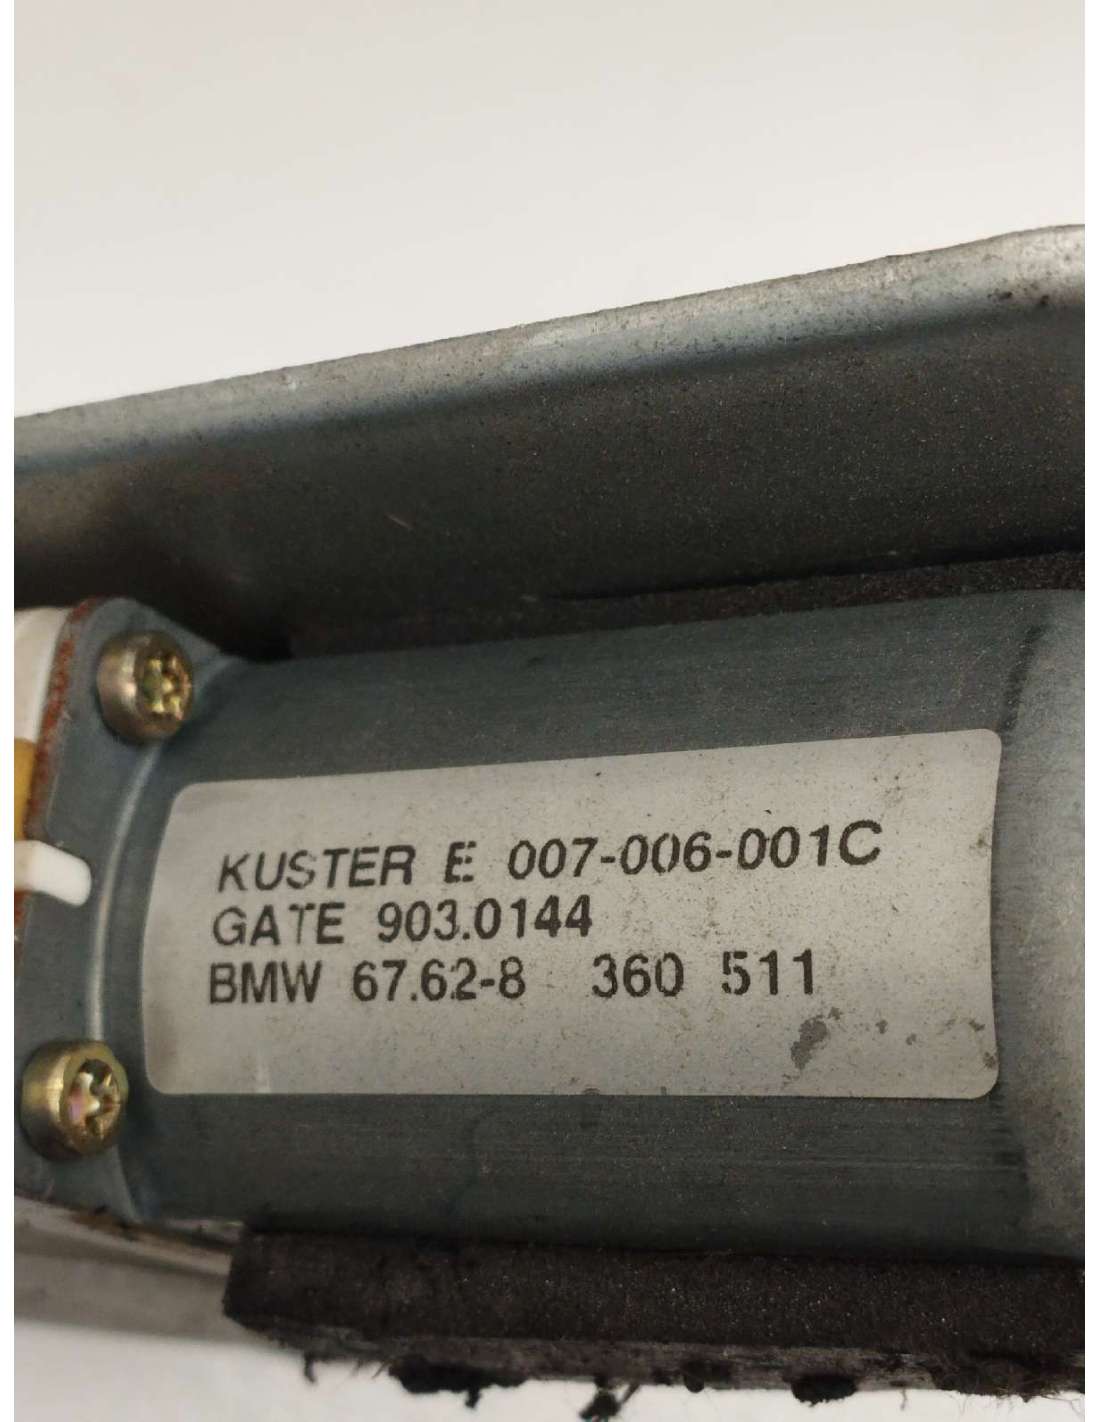 KUSTER E 007-006-001C
GATE 903.0144
BMW 67.62-8 360 511